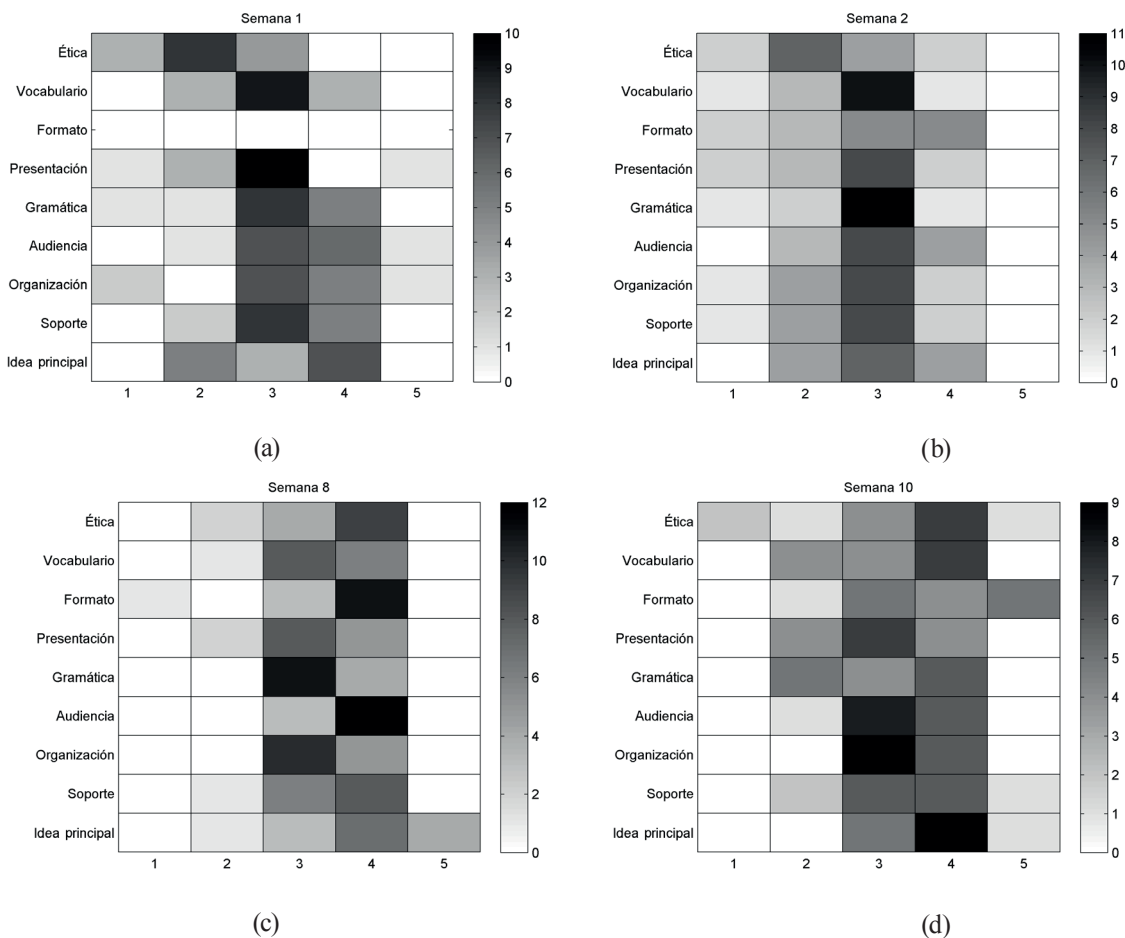 Semana 1
Ética
Vocabulario
Formato
Presentación
Gramática
Audiencia
Organización
Soporte
Idea principal
1 2 3 4 5
10
9
8
7
6
5
4
3
2
1
0
(a)
Semana 2
Ética
Vocabulario
Formato
Presentación
Gramática
Audiencia
Organización
Soporte
Idea principal
1 2 3 4 5
11
10
9
8
7
6
5
4
3
2
1
0
(b)
Semana 8
Ética
Vocabulario
Formato
Presentación
Gramática
Audiencia
Organización
Soporte
Idea principal
1 2 3 4 5
12
10
8
6
4
2
0
(c)
Semana 10
Ética
Vocabulario
Formato
Presentación
Gramática
Audiencia
Organización
Soporte
Idea principal
1 2 3 4 5
9
8
7
6
5
4
3
2
1
0
(d)